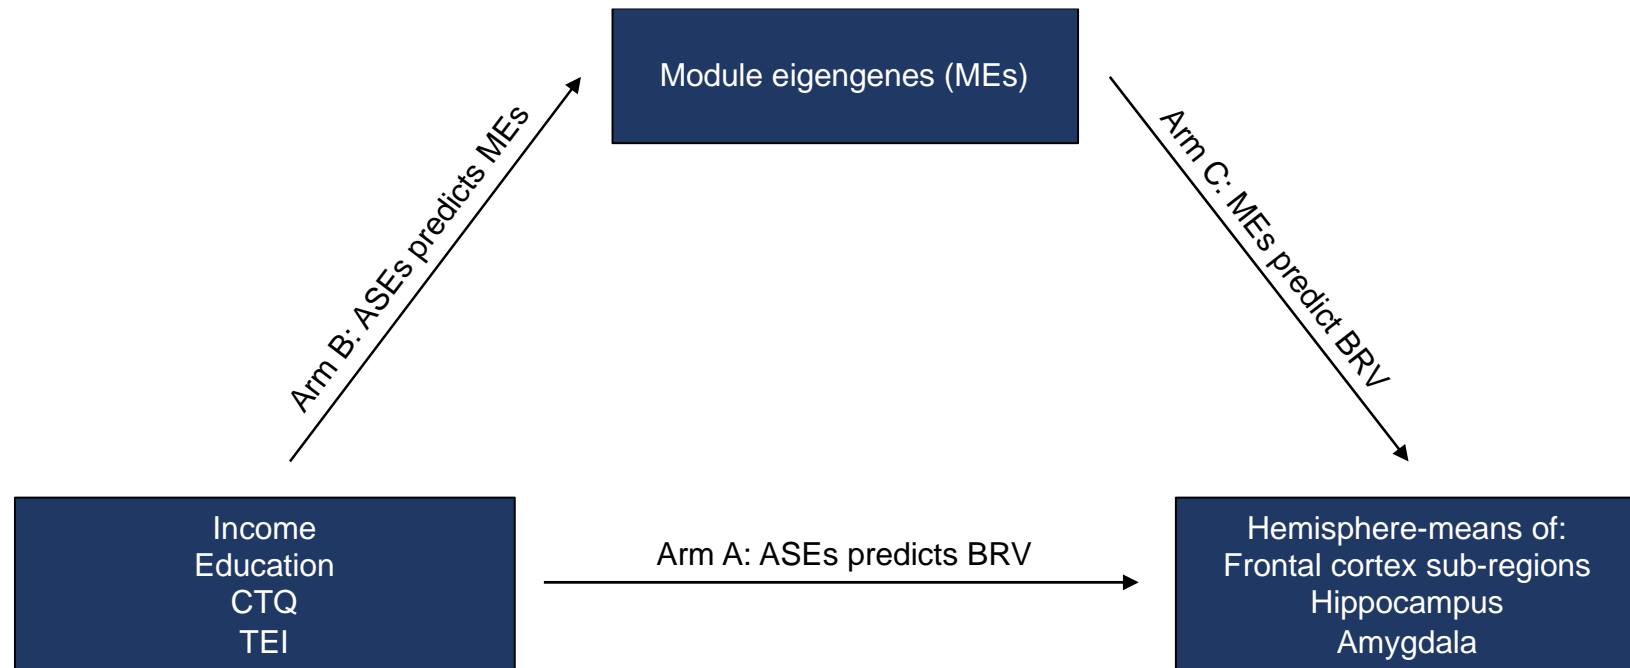 Module eigengenes (MEs)
Arm B: ASEs predicts MEs
Arm C: MEs predict BRV
Income
Education
CTQ
TEI
Arm A: ASEs predicts BRV
Hemisphere-means of:
Frontal cortex sub-regions
Hippocampus
Amygdala